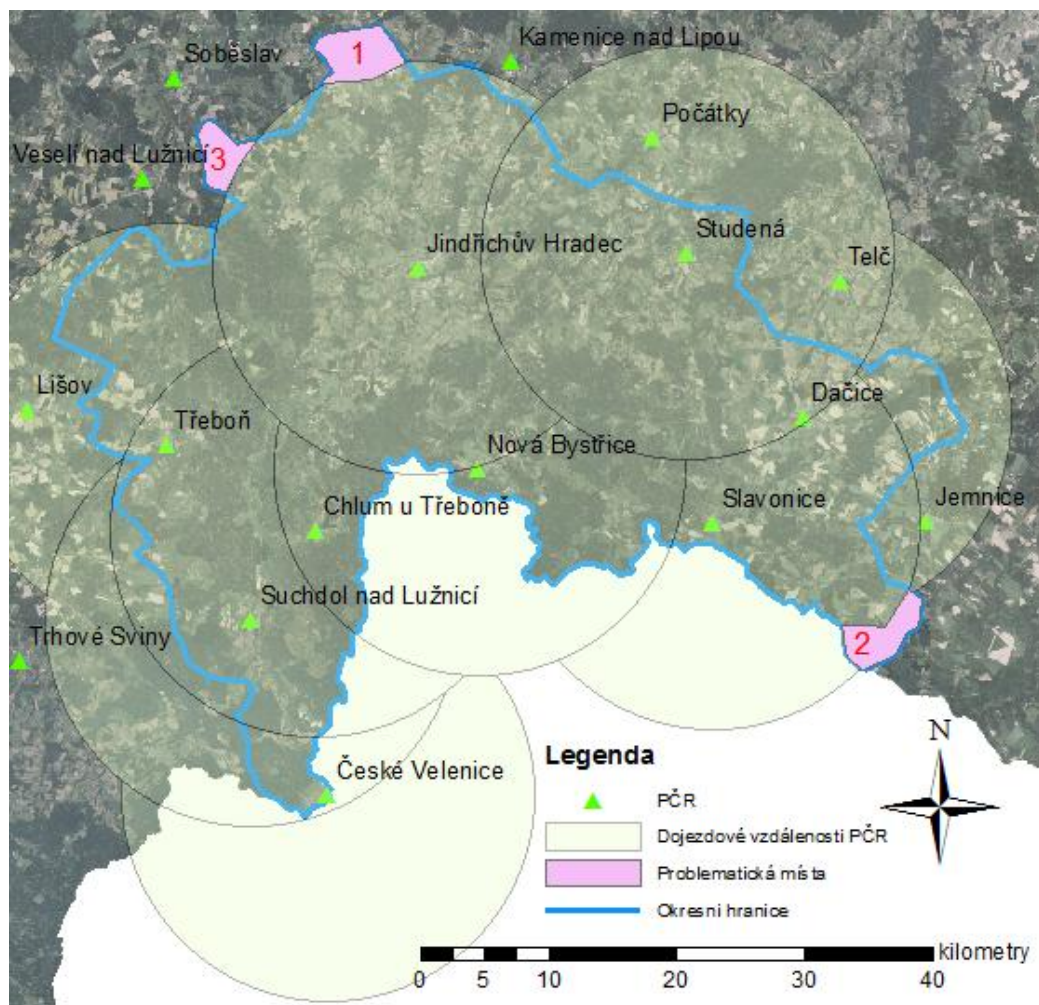 1
Kamenice nad Lipou
Soběslav
Počátky
Veselí nad Lužnicí
3
Jindřichův Hradec
Studená
Telč
Lišov
Třeboň
Dačice
Nová Bystřice
Chlum u Třeboně
Slavonice
Jemnice
Suchdol nad Lužnicí
Trhové Sviny
2
České Velenice
N
Legenda
PČR
Dojezdové vzdálenosti PČR
Problematická místa
Okresni hranice
kilometry
0 5 10 20 30 40